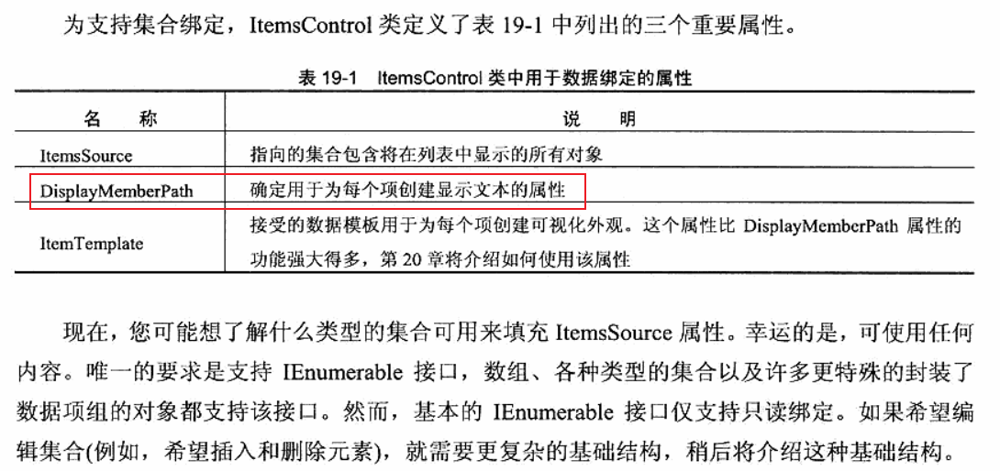 为支持集合绑定，ItemsControl 类定义了表 19-1 中列出的三个重要属性。
表 19-1 ItemsControl 类中用于数据绑定的属性
名 称 说 明
ItemsSource 指向的集合包含将在列表中显示的所有对象
DisplayMemberPath 确定用于为每个项创建显示文本的属性
ItemTemplate 接受的数据模板用于为每个项创建可视化外观。这个属性比 DisplayMemberPath 属性的
功能强大得多，第 20 章将介绍如何使用该属性
现在，您可能想了解什么类型的集合可用来填充 ItemsSource 属性。幸运的是，可使用任何
内容。唯一的要求是支持 IEnumerable 接口，数组、各种类型的集合以及许多更特殊的封装了
数据项组的对象都支持该接口。然而，基本的 IEnumerable 接口仅支持只读绑定。如果希望编
辑集合(例如，希望插入和删除元素)，就需要更复杂的基础结构，稍后将介绍这种基础结构。